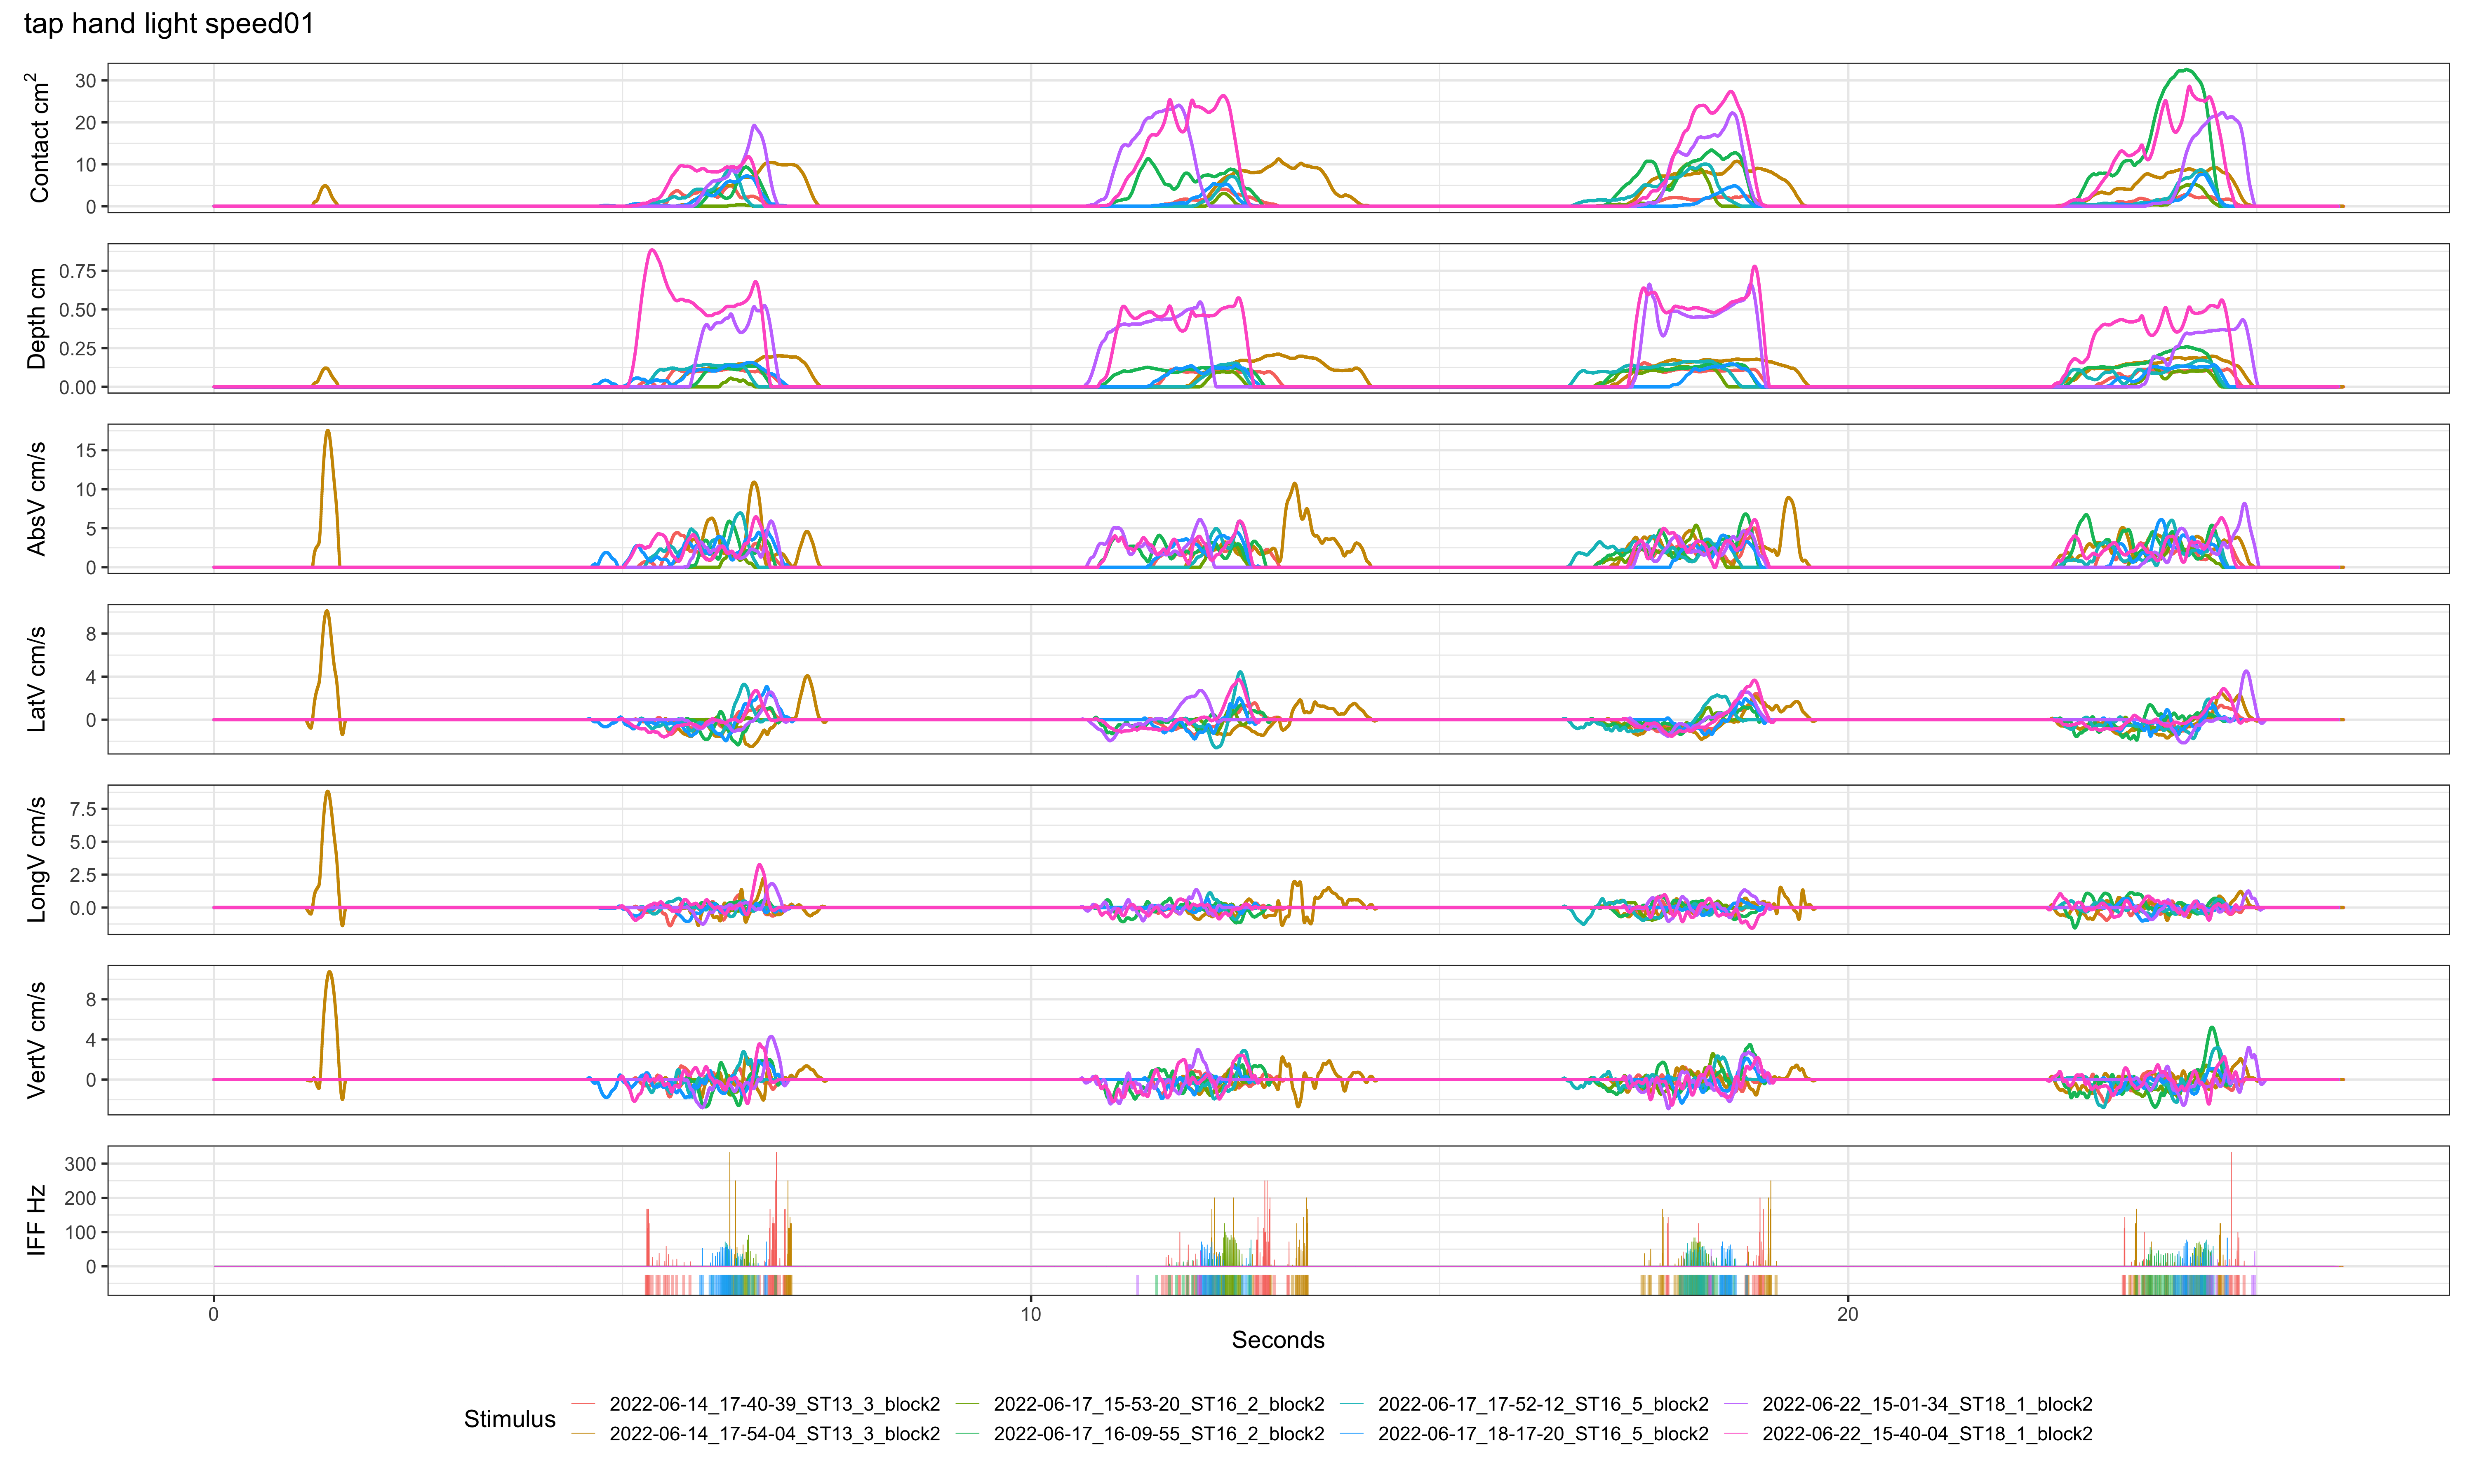 tap hand light speed01
Contact cm²
30
20
10
0
Depth cm
0.75
0.50
0.25
0.00
AbsV cm/s
15
10
5
0
LatV cm/s
8
4
0
LongV cm/s
7.5
5.0
2.5
0.0
VertV cm/s
8
4
0
IFF Hz
300
200
100
0
0 10 20
Seconds
Stimulus
2022-06-14_17-40-39_ST13_3_block2 2022-06-17_15-53-20_ST16_2_block2 2022-06-17_17-52-12_ST16_5_block2 2022-06-22_15-01-34_ST18_1_block2
2022-06-14_17-54-04_ST13_3_block2 2022-06-17_16-09-55_ST16_2_block2 2022-06-17_18-17-20_ST16_5_block2 2022-06-22_15-40-04_ST18_1_block2